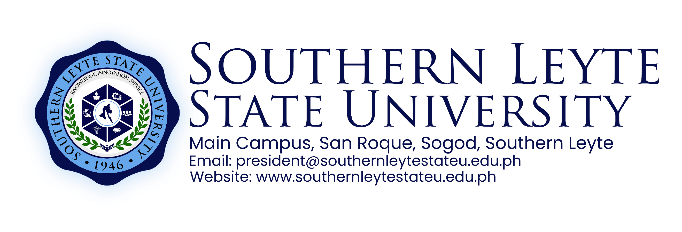 SOUTHERN LEYTE STATE UNIVERSITY
• 1946 •
SOUTHERN LEYTE
STATE UNIVERSITY
Main Campus, San Roque, Sogod, Southern Leyte
Email: president@southernleytestateu.edu.ph
Website: www.southernleytestateu.edu.ph